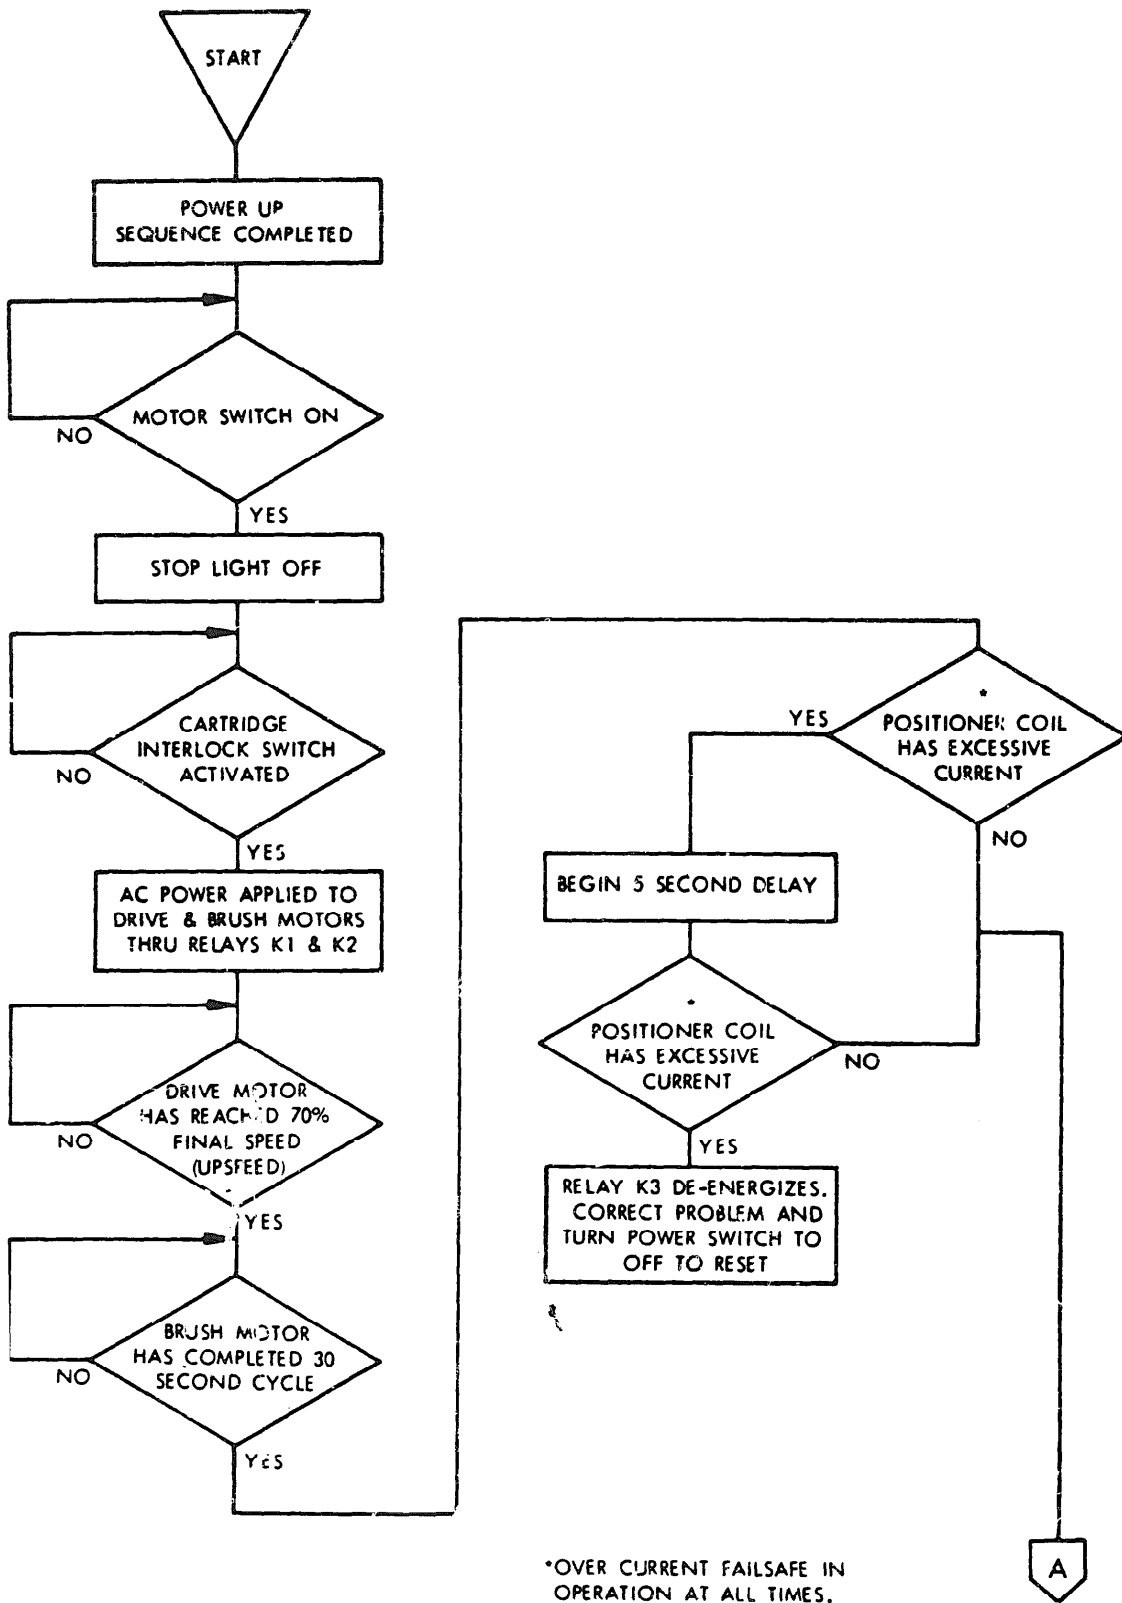 START
POWER UP
SEQUENCE COMPLETED
MOTOR SWITCH ON
NO
YES
STOP LIGHT OFF
CARTRIDGE
INTERLOCK SWITCH
ACTIVATED
NO
YES
AC POWER APPLIED TO
DRIVE & BRUSH MOTORS
THRU RELAYS K1 & K2
DRIVE MOTOR
HAS REACHED 70%
FINAL SPEED
(UPSPEED)
NO
YES
BRUSH MOTOR
HAS COMPLETED 30
SECOND CYCLE
NO
YES
*
POSITIONER COIL
HAS EXCESSIVE
CURRENT
YES
NO
BEGIN 5 SECOND DELAY
*
POSITIONER COIL
HAS EXCESSIVE
CURRENT
NO
YES
RELAY K3 DE-ENERGIZES.
CORRECT PROBLEM AND
TURN POWER SWITCH TO
OFF TO RESET
*OVER CURRENT FAILSAFE IN
OPERATION AT ALL TIMES.
A